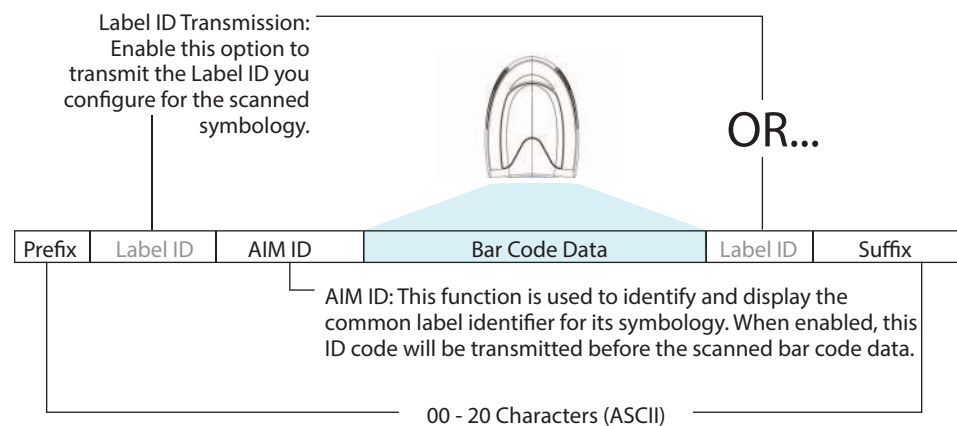 Label ID Transmission:
Enable this option to
transmit the Label ID you
configure for the scanned
symbology.
OR...
Prefix Label ID AIM ID Bar Code Data Label ID Suffix
AIM ID: This function is used to identify and display the
common label identifier for its symbology. When enabled, this
ID code will be transmitted before the scanned bar code data.
00 - 20 Characters (ASCII)